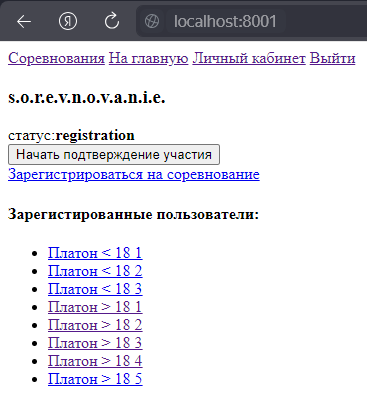 localhost:8001
Соревнования На главную Личный кабинет Выйти
s.o.r.e.v.n.o.v.a.n.i.e.
статус:registration
Начать подтверждение участия
Зарегистрироваться на соревнование
Зарегистированные пользователи:
Платон < 18 1
Платон < 18 2
Платон < 18 3
Платон > 18 1
Платон > 18 2
Платон > 18 3
Платон > 18 4
Платон > 18 5